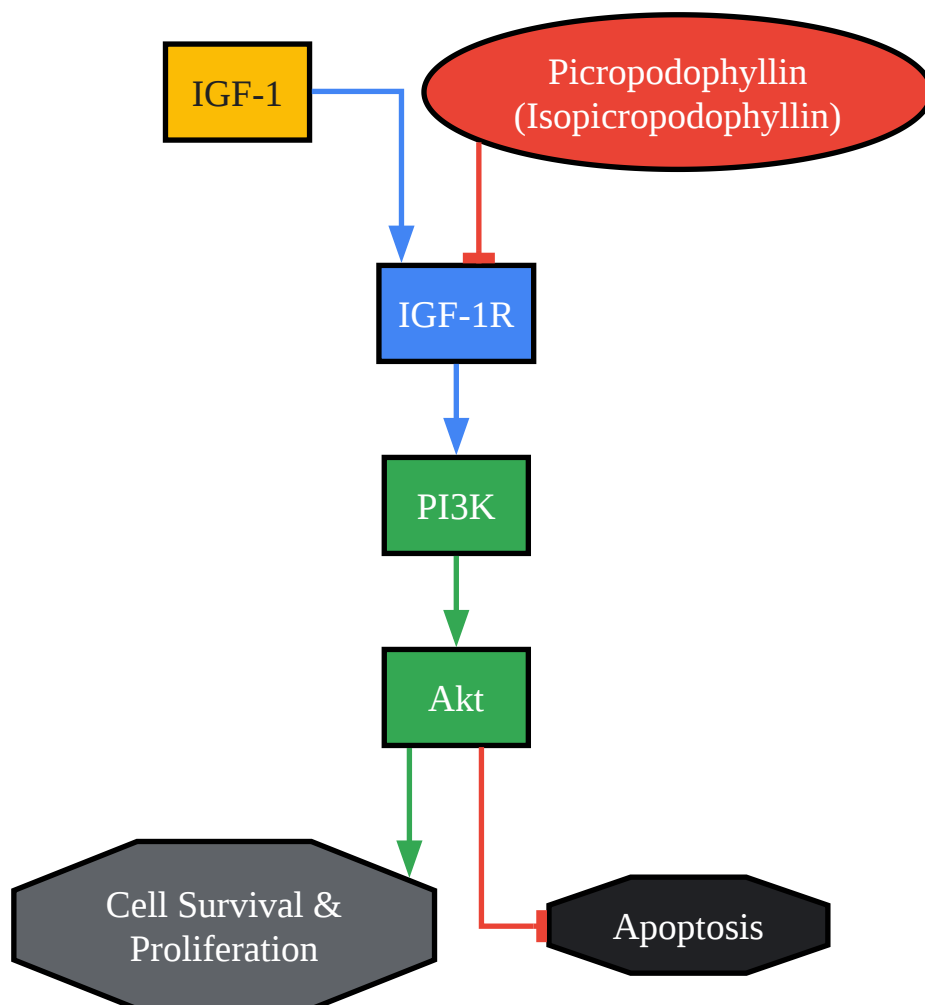 IGF-1
Picropodophyllin
(Isopicropodophyllin)
IGF-1R
PI3K
Akt
Cell Survival &
Proliferation
Apoptosis